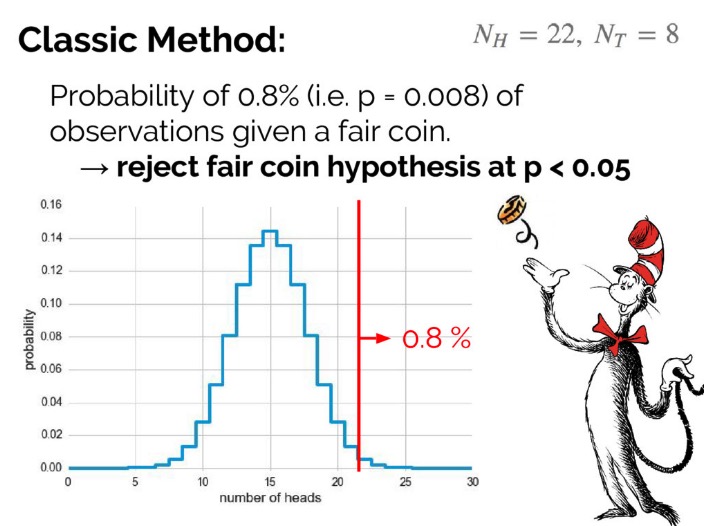 Classic Method:
N_H = 22, N_T = 8
Probability of 0.8% (i.e. p = 0.008) of
observations given a fair coin.
→ reject fair coin hypothesis at p < 0.05
0.16
0.14
0.12
0.10
0.08
0.06
0.04
0.02
0.00
probability
0.8 %
0 5 10 15 20 25 30
number of heads